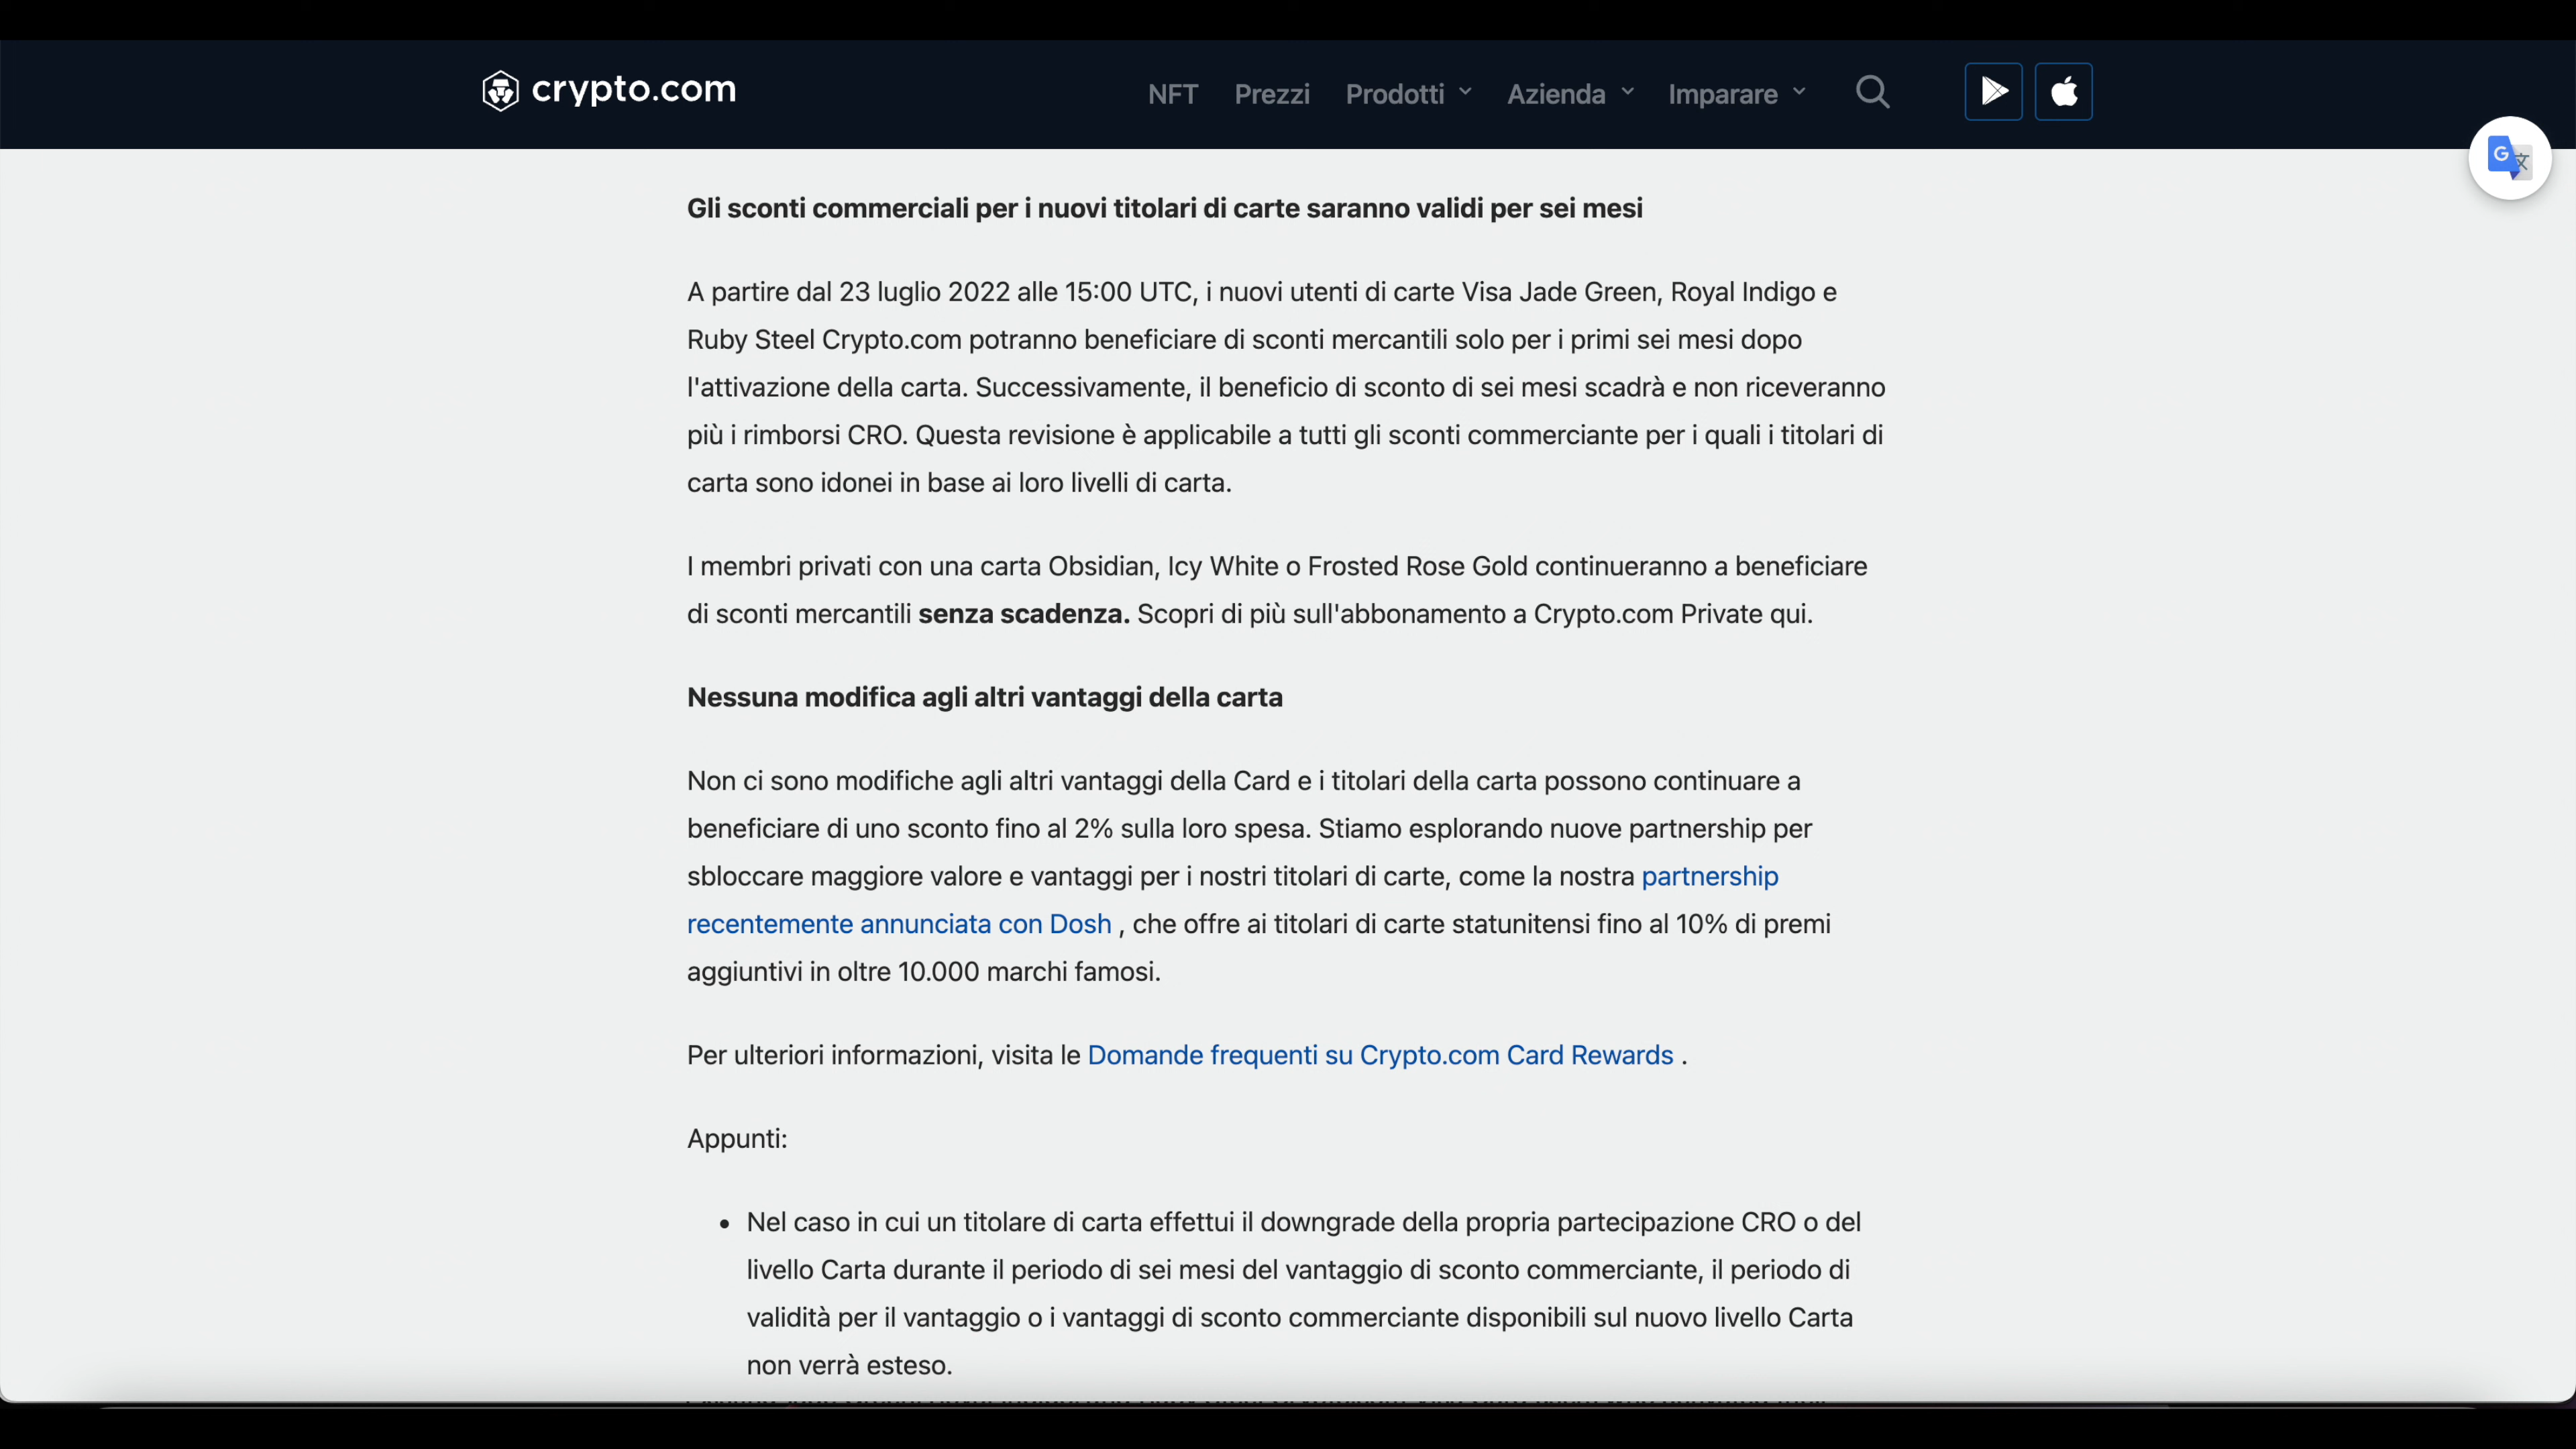 crypto.com
NFT Prezzi Prodotti Azienda Imparare
Gli sconti commerciali per i nuovi titolari di carte saranno validi per sei mesi
A partire dal 23 luglio 2022 alle 15:00 UTC, i nuovi utenti di carte Visa Jade Green, Royal Indigo e
Ruby Steel Crypto.com potranno beneficiare di sconti mercantili solo per i primi sei mesi dopo
l'attivazione della carta. Successivamente, il beneficio di sconto di sei mesi scadrà e non riceveranno
più i rimborsi CRO. Questa revisione è applicabile a tutti gli sconti commerciante per i quali i titolari di
carta sono idonei in base ai loro livelli di carta.
I membri privati con una carta Obsidian, Icy White o Frosted Rose Gold continueranno a beneficiare
di sconti mercantili senza scadenza. Scopri di più sull'abbonamento a Crypto.com Private qui.
Nessuna modifica agli altri vantaggi della carta
Non ci sono modifiche agli altri vantaggi della Card e i titolari della carta possono continuare a
beneficiare di uno sconto fino al 2% sulla loro spesa. Stiamo esplorando nuove partnership per
sbloccare maggiore valore e vantaggi per i nostri titolari di carte, come la nostra partnership
recentemente annunciata con Dosh , che offre ai titolari di carte statunitensi fino al 10% di premi
aggiuntivi in oltre 10.000 marchi famosi.
Per ulteriori informazioni, visita le Domande frequenti su Crypto.com Card Rewards .
Appunti:
• Nel caso in cui un titolare di carta effettui il downgrade della propria partecipazione CRO o del
livello Carta durante il periodo di sei mesi del vantaggio di sconto commerciante, il periodo di
validità per il vantaggio o i vantaggi di sconto commerciante disponibili sul nuovo livello Carta
non verrà esteso.